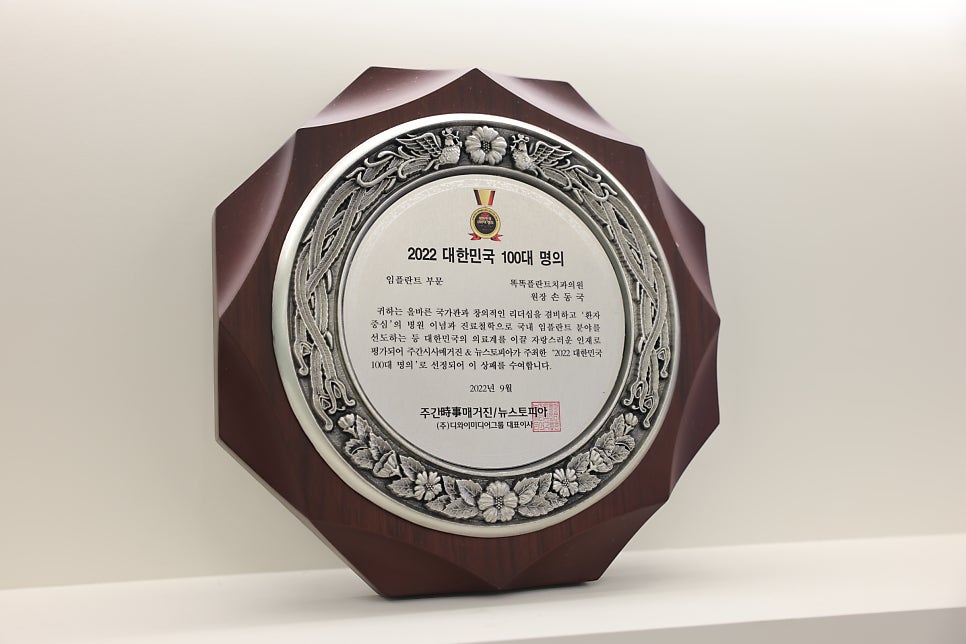 2022 대한민국 100대 명의
임플란트 부문 똑똑플란트치과의원
원장 손 동 국
귀하는 올바른 국가관과 창의적인 리더십을 겸비하고 '환자
중심'의 병원 이념과 진료철학으로 국내 임플란트 분야를
선도하는 등 대한민국의 의료계를 이끌 자랑스러운 인재로
평가되어 주간시사매거진 & 뉴스토피아가 주최한 "2022 대한민국
100대 명의'로 선정되어 이 상패를 수여합니다.
2022년 9월
주간時事매거진/뉴스토피아
(주)디와이미디어그룹 대표이사